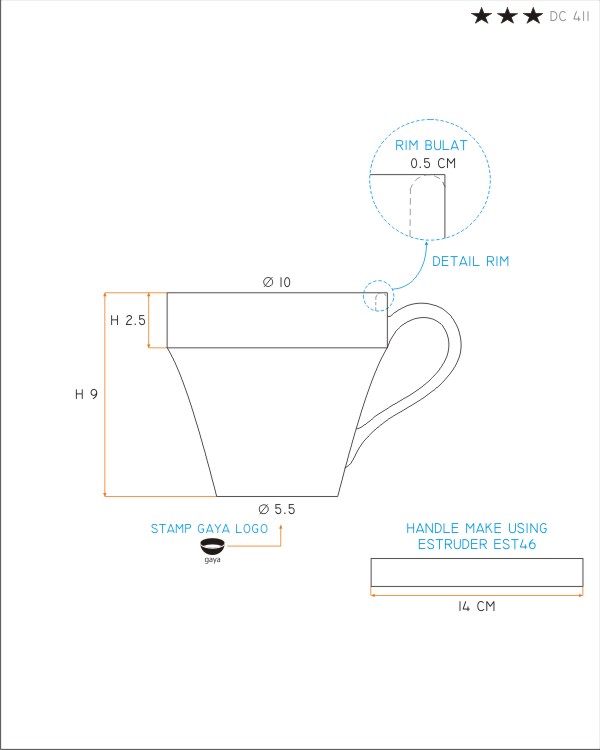 ★★★ DC 411
RIM BULAT
0.5 CM
DETAIL RIM
Ø 10
H 2.5
H 9
Ø 5.5
STAMP GAYA LOGO
gaya
HANDLE MAKE USING
ESTRUDER EST46
14 CM